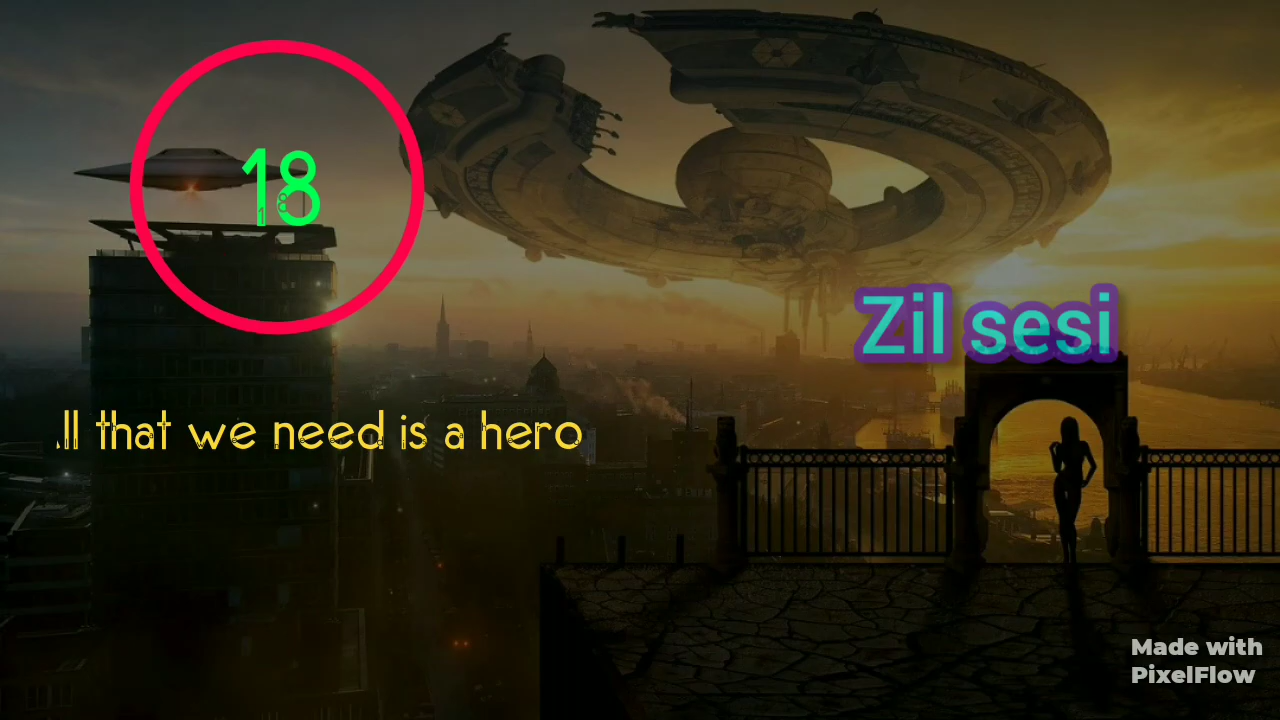 18
ll that we need is a hero
Zil sesi
Made with
PixelFlow